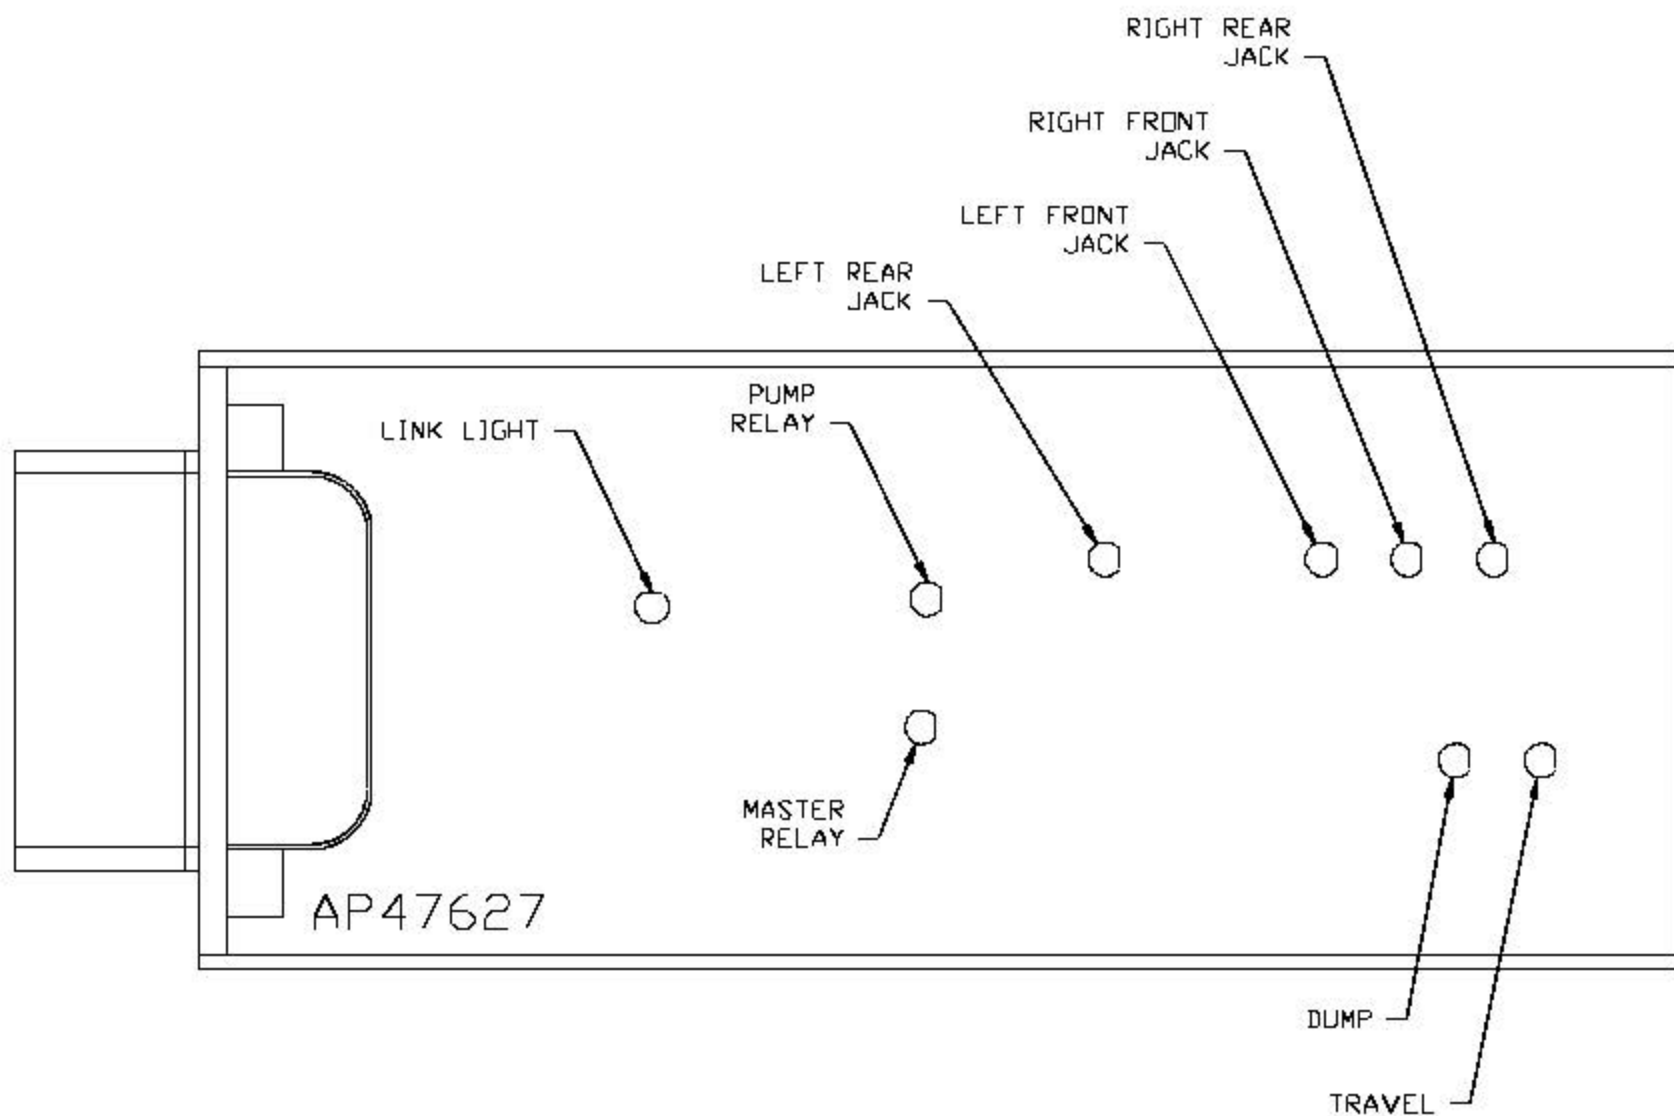 RIGHT REAR
JACK
RIGHT FRONT
JACK
LEFT FRONT
JACK
LEFT REAR
JACK
PUMP
RELAY
LINK LIGHT
MASTER
RELAY
AP47627
DUMP
TRAVEL